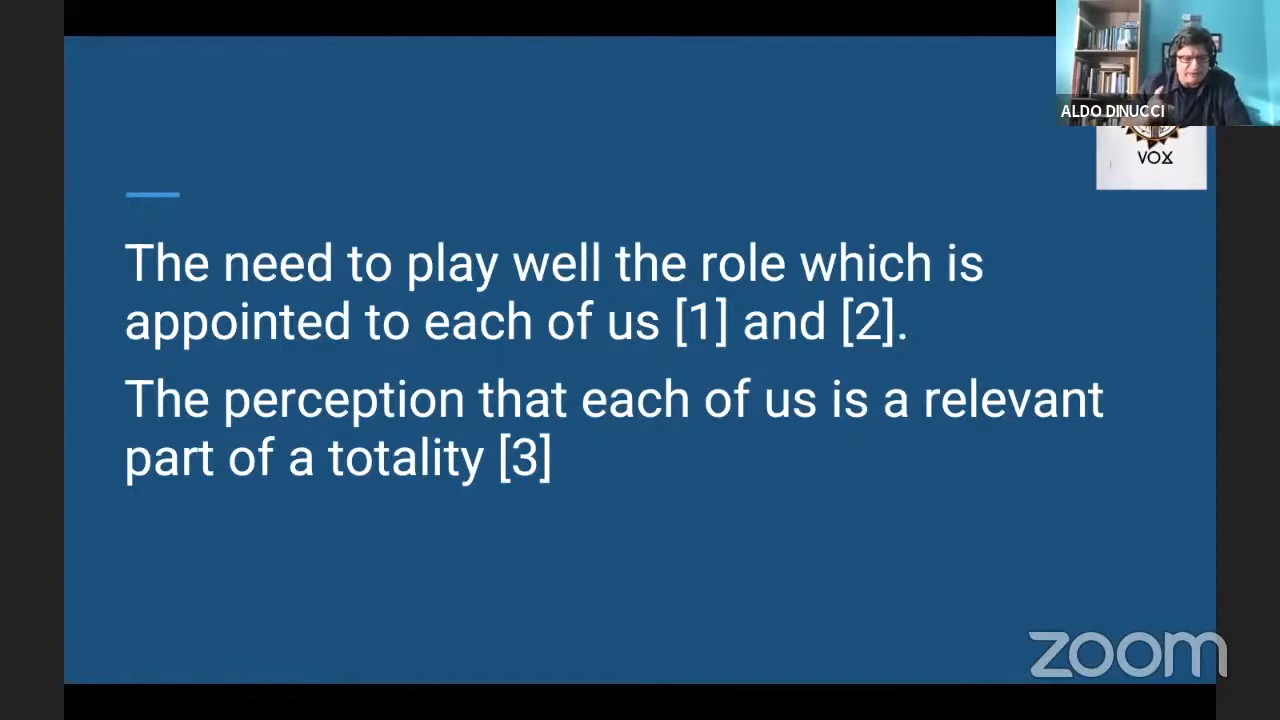 ALDO DINUCCI
VOX
The need to play well the role which is
appointed to each of us [1] and [2].
The perception that each of us is a relevant
part of a totality [3]
zoom